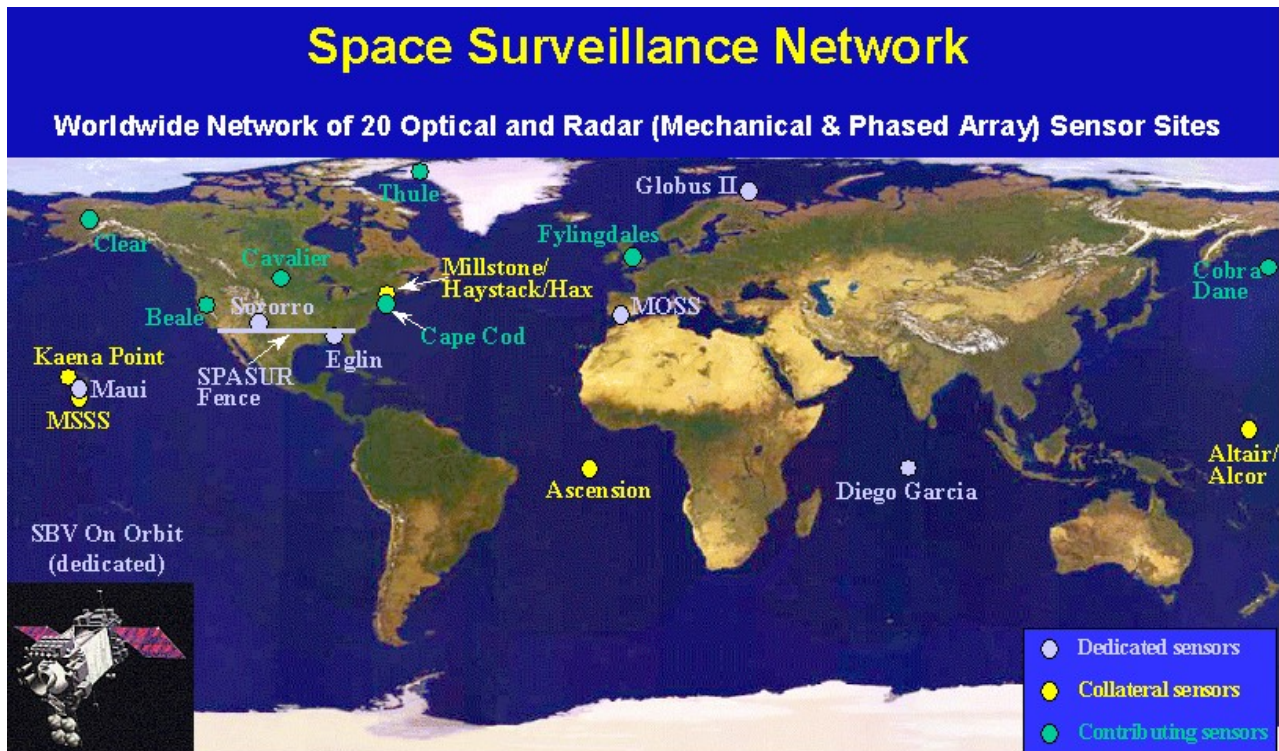 Space Surveillance Network
Worldwide Network of 20 Optical and Radar (Mechanical & Phased Array) Sensor Sites
Thule
Globus II
Clear
Fylingdales
Cavalier
Millstone/
Haystack/Hax
Cobra
Dane
Beale
Socorro
MOSS
Cape Cod
Eglin
Kaena Point
SPASUR
Fence
Maui
MSSS
Altair/
Alcor
Ascension
Diego Garcia
SBV On Orbit
(dedicated)
Dedicated sensors
Collateral sensors
Contributing sensors